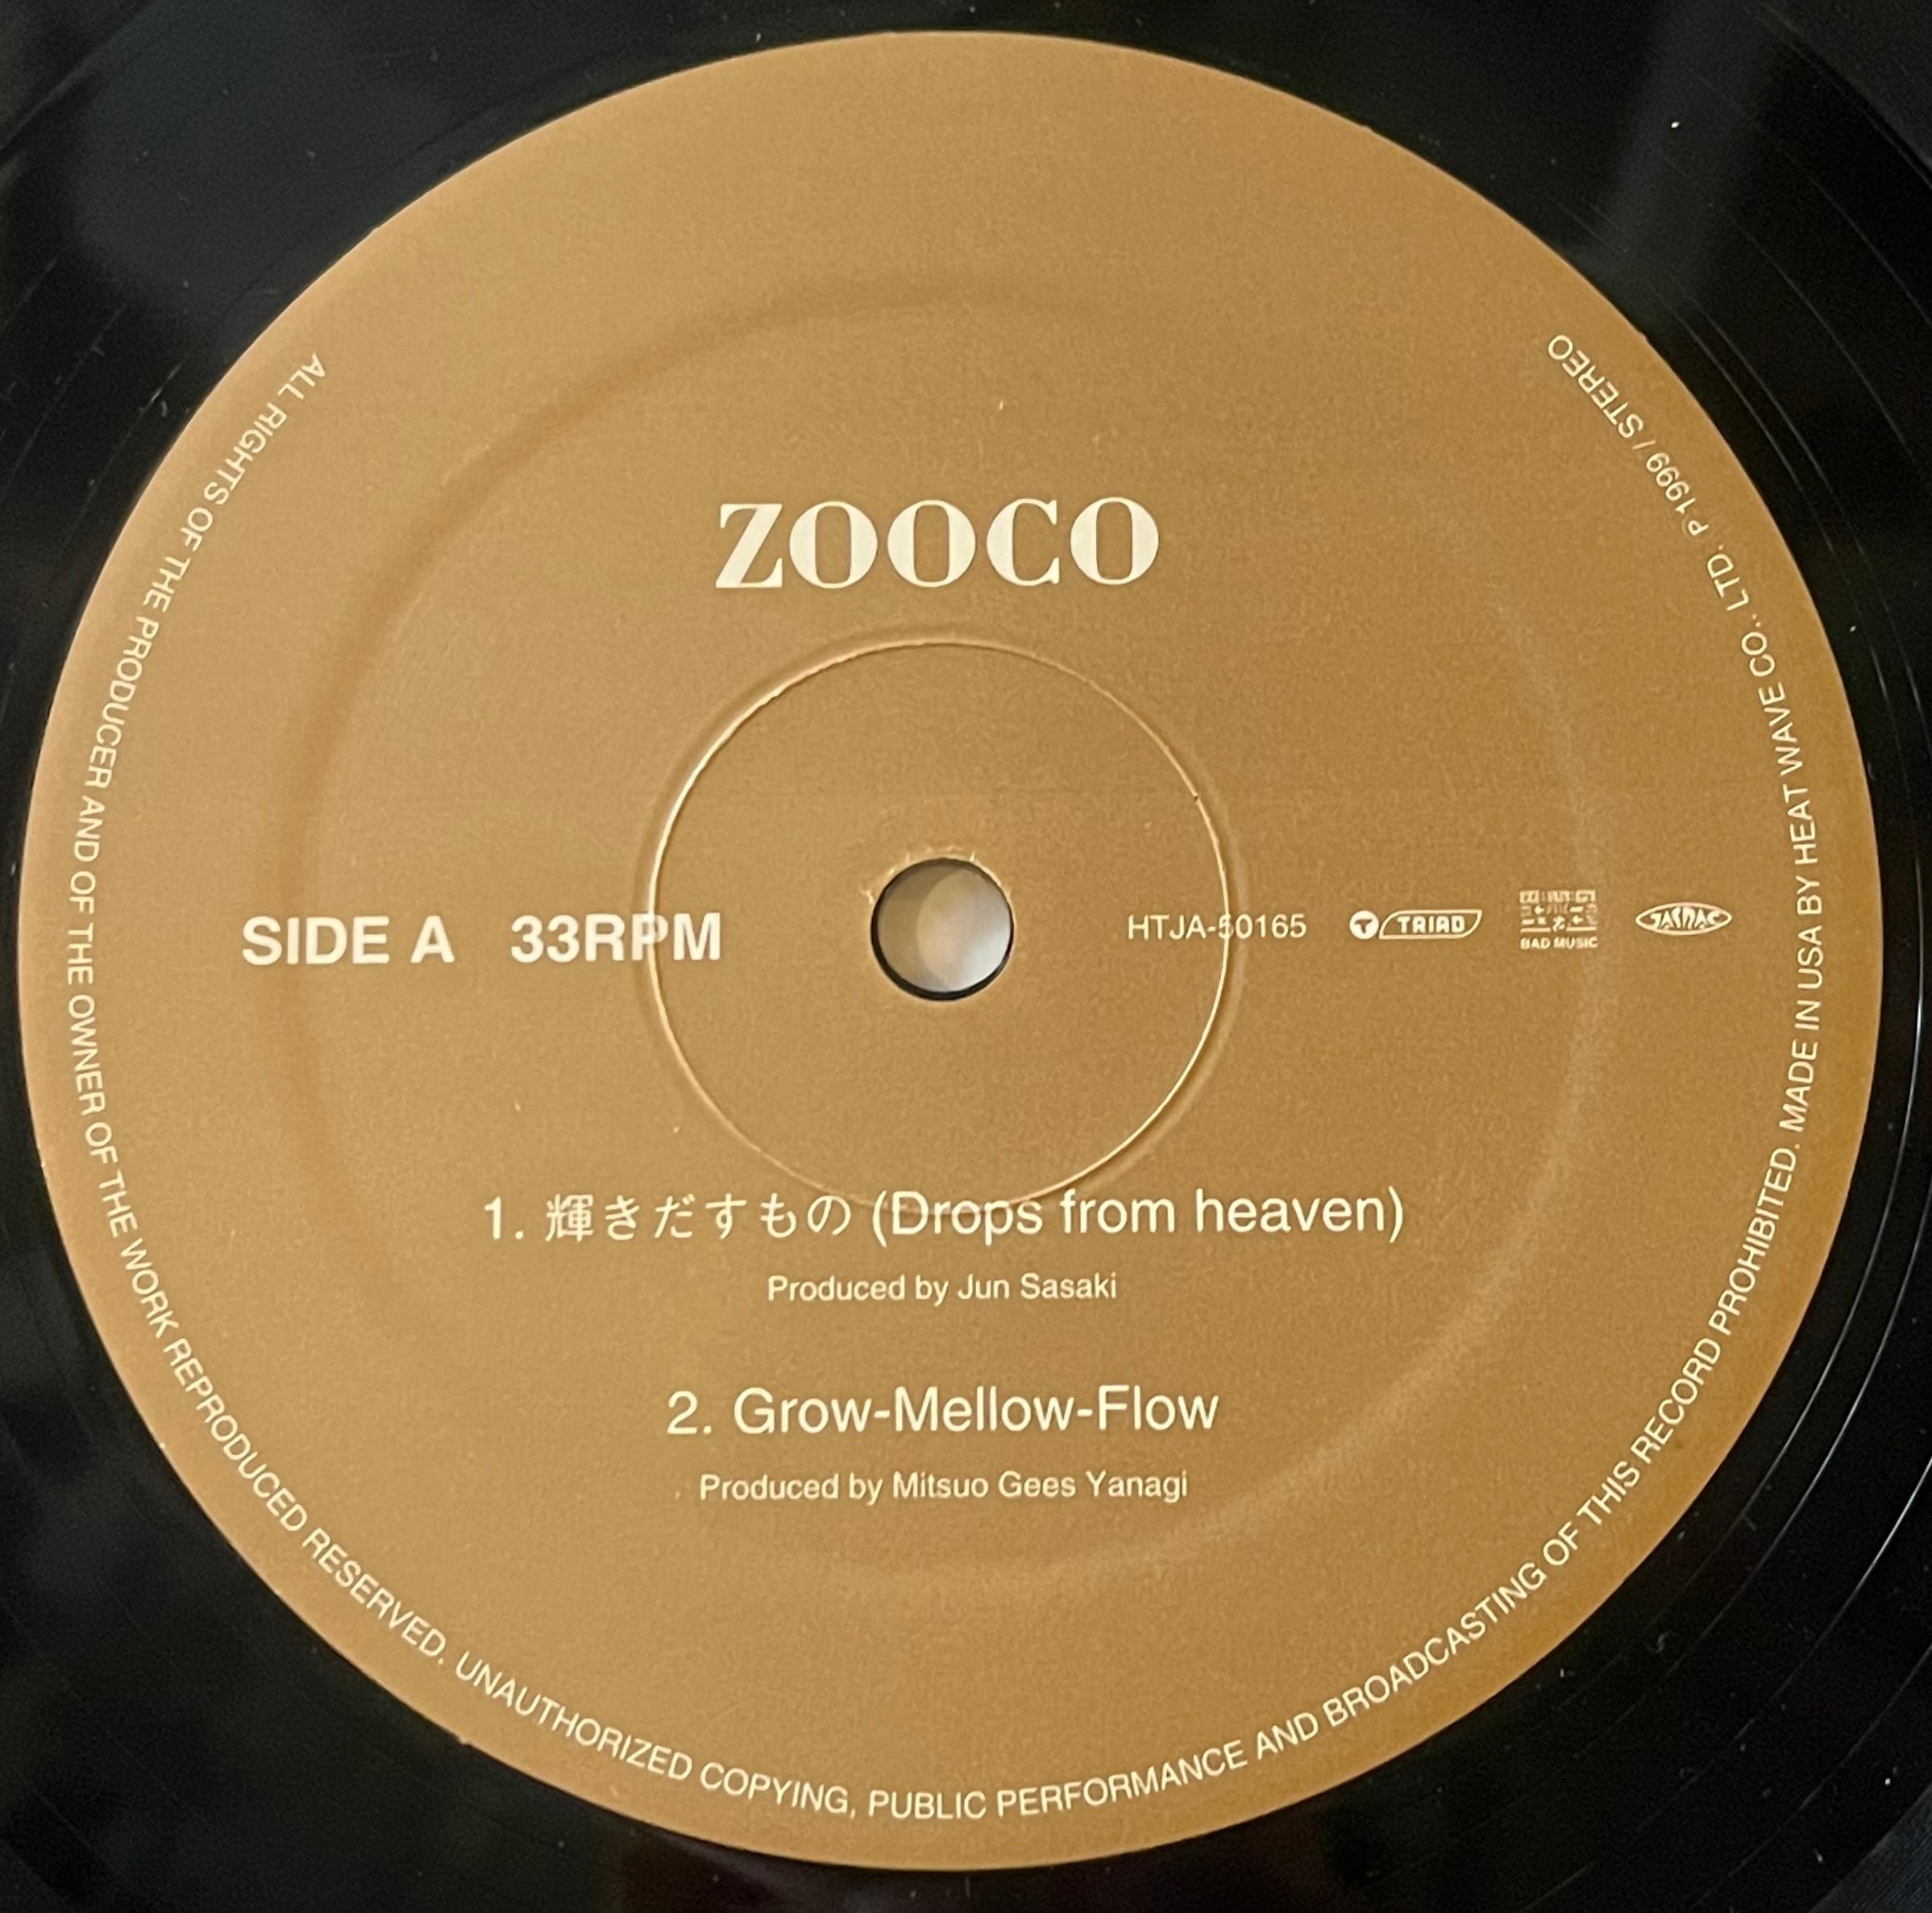 ZOOCO
SIDE A 33RPM
HTJA-50165 TRIAD BAD MUSIC JASRAC
1. 輝きだすもの (Drops from heaven)
Produced by Jun Sasaki
2. Grow-Mellow-Flow
Produced by Mitsuo Gees Yanagi
ALL RIGHTS OF THE PRODUCER AND OF THE OWNER OF THE WORK REPRODUCED RESERVED. UNAUTHORIZED COPYING, PUBLIC PERFORMANCE AND BROADCASTING OF THIS RECORD PROHIBITED. MADE IN USA BY HEAT WAVE CO., LTD. P1999 / STEREO